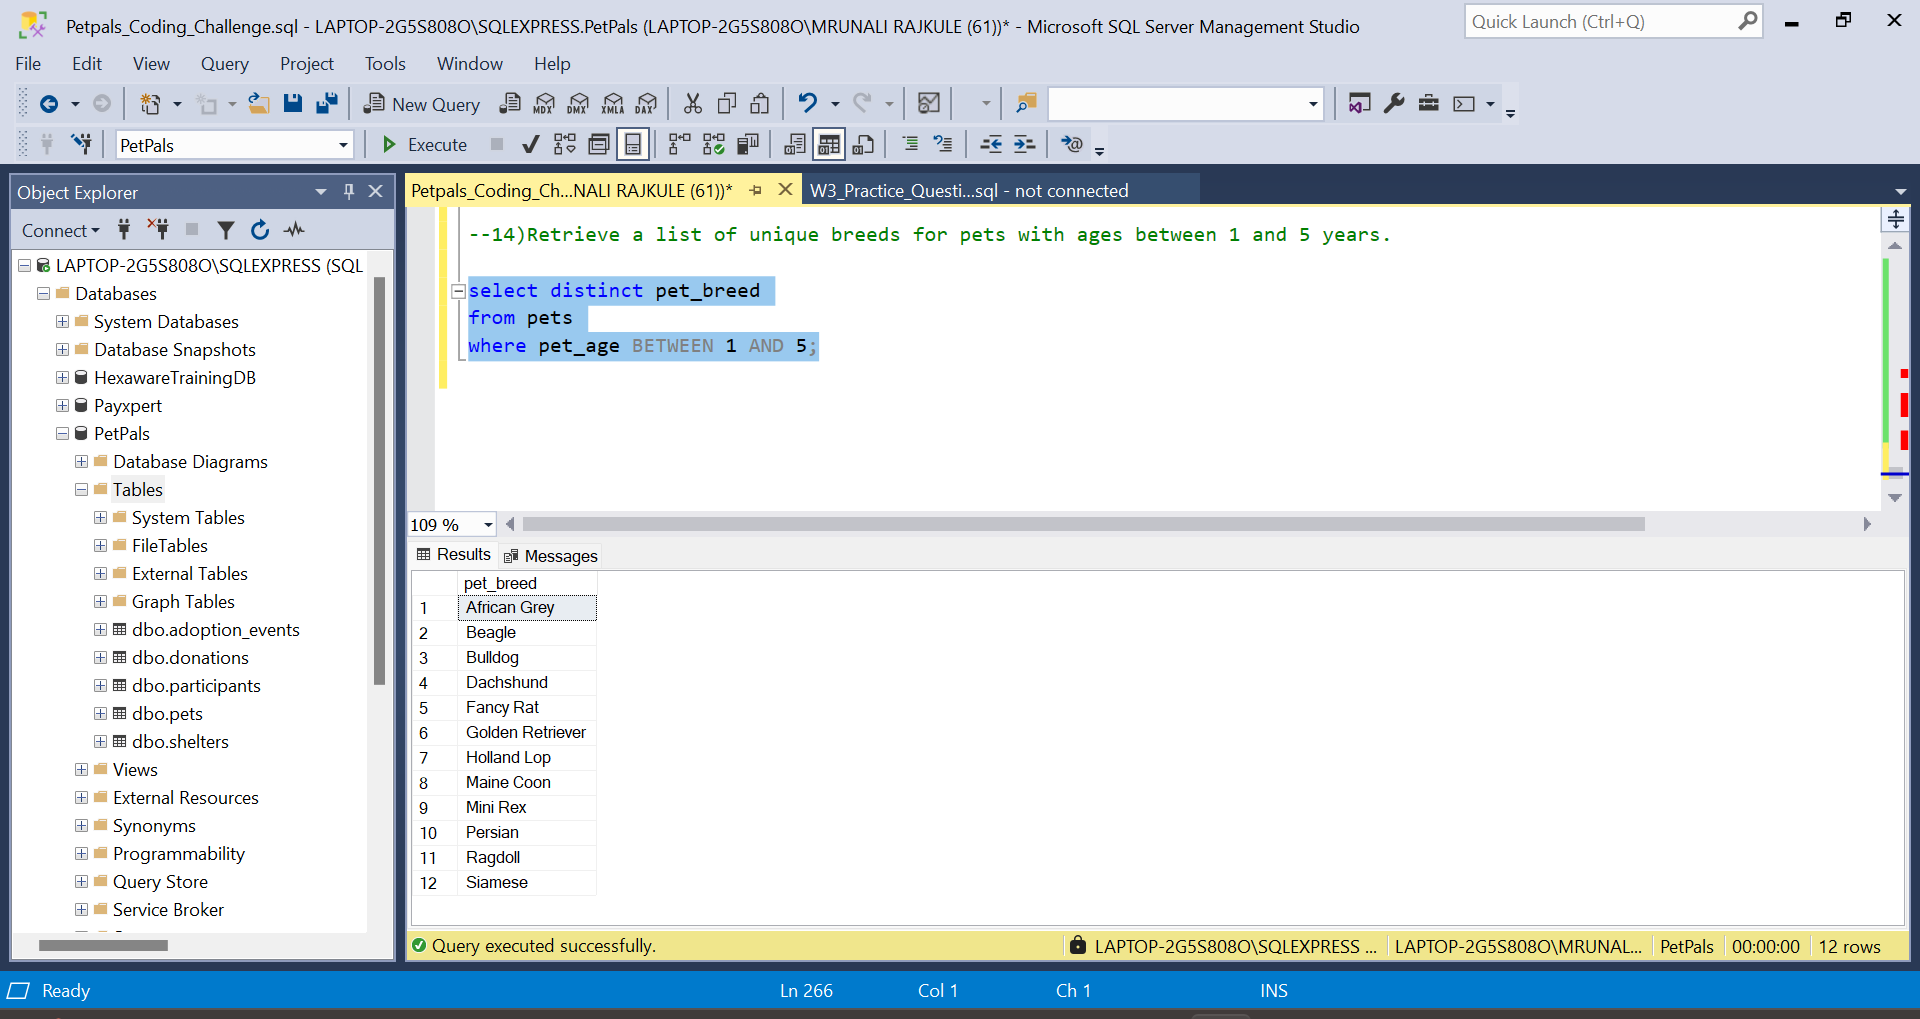 Petpals_Coding_Challenge.sql - LAPTOP-2G5S808O\SQLEXPRESS.PetPals (LAPTOP-2G5S808O\MRUNALI RAJKULE (61))* - Microsoft SQL Server Management Studio
Quick Launch (Ctrl+Q)
File Edit View Query Project Tools Window Help
New Query MDX DMX XMLA DAX
PetPals Execute
Object Explorer
Connect
LAPTOP-2G5S808O\SQLEXPRESS (SQL
Databases
System Databases
Database Snapshots
HexawareTrainingDB
Payxpert
PetPals
Database Diagrams
Tables
System Tables
FileTables
External Tables
Graph Tables
dbo.adoption_events
dbo.donations
dbo.participants
dbo.pets
dbo.shelters
Views
External Resources
Synonyms
Programmability
Query Store
Service Broker
Petpals_Coding_Ch...NALI RAJKULE (61))* W3_Practice_Questi...sql - not connected
--14)Retrieve a list of unique breeds for pets with ages between 1 and 5 years.
select distinct pet_breed
from pets
where pet_age BETWEEN 1 AND 5;
109 %
Results Messages
pet_breed
1 African Grey
2 Beagle
3 Bulldog
4 Dachshund
5 Fancy Rat
6 Golden Retriever
7 Holland Lop
8 Maine Coon
9 Mini Rex
10 Persian
11 Ragdoll
12 Siamese
Query executed successfully. LAPTOP-2G5S808O\SQLEXPRESS ... LAPTOP-2G5S808O\MRUNAL... PetPals 00:00:00 12 rows
Ready Ln 266 Col 1 Ch 1 INS